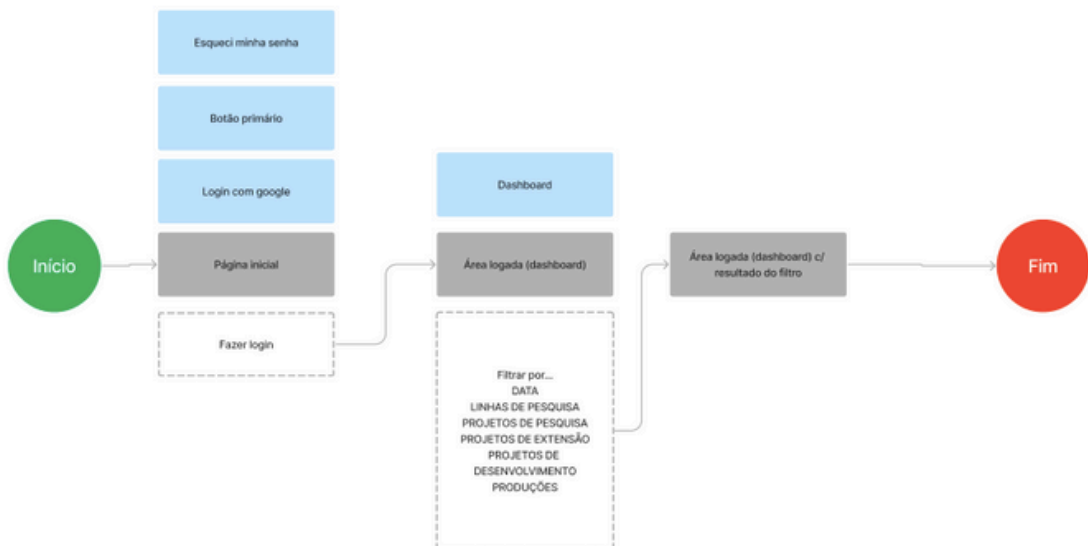 Esqueci minha senha
Botão primário
Login com google
Dashboard
Início
Página inicial
Área logada (dashboard)
Área logada (dashboard) c/
resultado do filtro
Fim
Fazer login
Filtrar por...
DATA
LINHAS DE PESQUISA
PROJETOS DE PESQUISA
PROJETOS DE EXTENSÃO
PROJETOS DE
DESENVOLVIMENTO
PRODUÇÕES